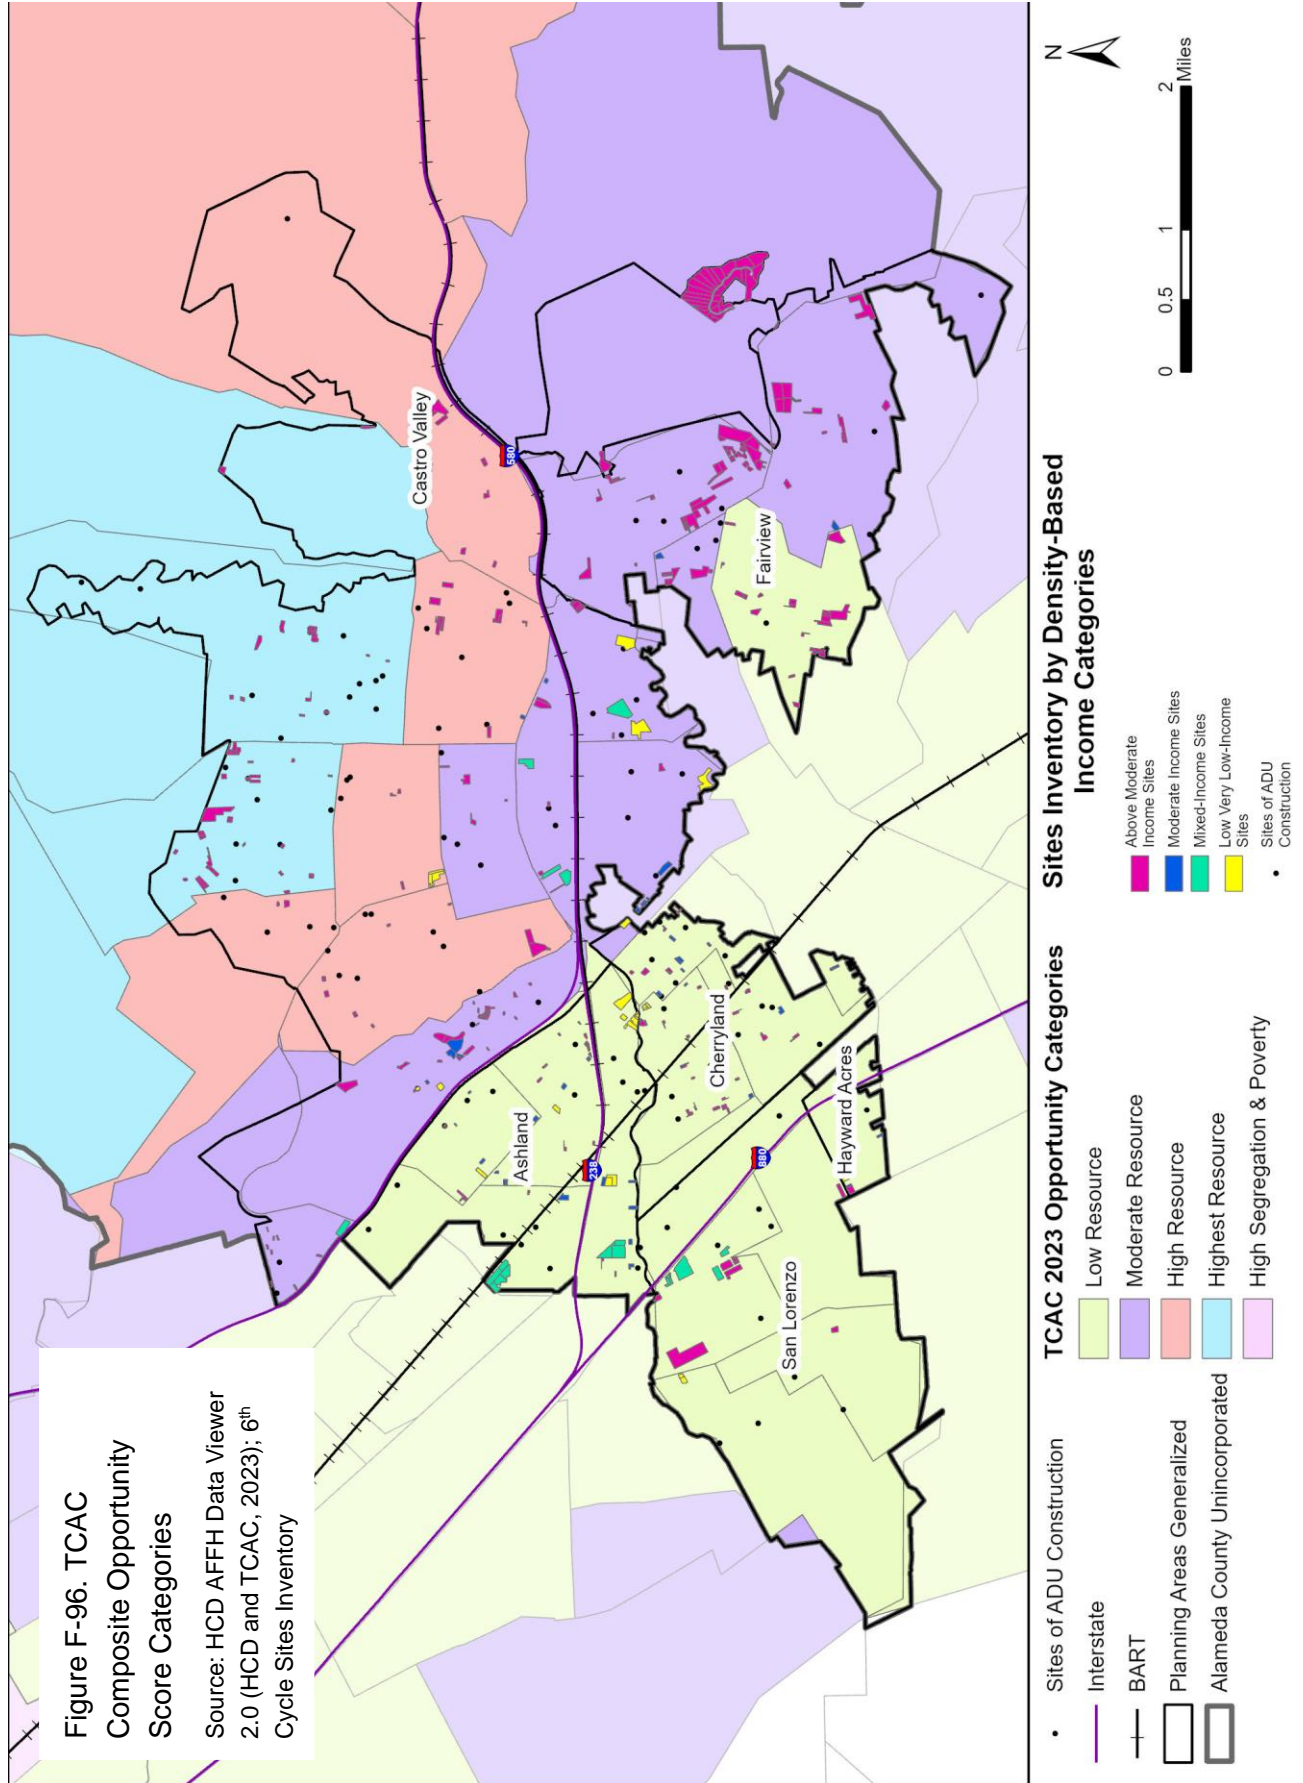 Figure F-96. TCAC
Composite Opportunity
Score Categories
Source: HCD AFFH Data Viewer
2.0 (HCD and TCAC, 2023); 6th
Cycle Sites Inventory
Castro Valley
580
Fairview
Ashland
238
Cherryland
880
Hayward Acres
San Lorenzo
Sites of ADU Construction
Interstate
BART
Planning Areas Generalized
Alameda County Unincorporated
TCAC 2023 Opportunity Categories
Low Resource
Moderate Resource
High Resource
Highest Resource
High Segregation & Poverty
Sites Inventory by Density-Based
Income Categories
Above Moderate
Income Sites
Moderate Income Sites
Mixed-Income Sites
Low Very Low-Income
Sites
Sites of ADU
Construction
N
0 0.5 1 2
Miles